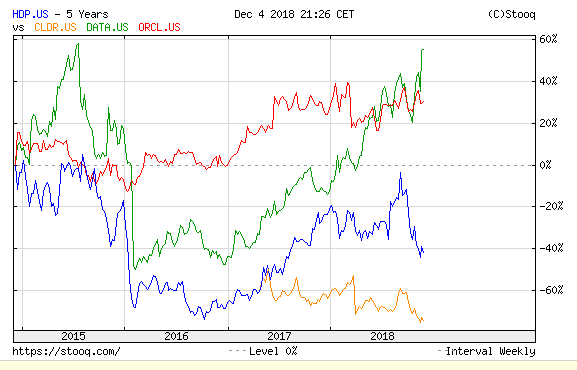 HDP.US - 5 Years Dec 4 2018 21:26 CET (C)Stooq
vs CLDR.US DATA.US ORCL.US
60%
40%
20%
0%
-20%
-40%
-60%
2015 2016 2017 2018
https://stooq.com/ ---Level 0% -Interval Weekly